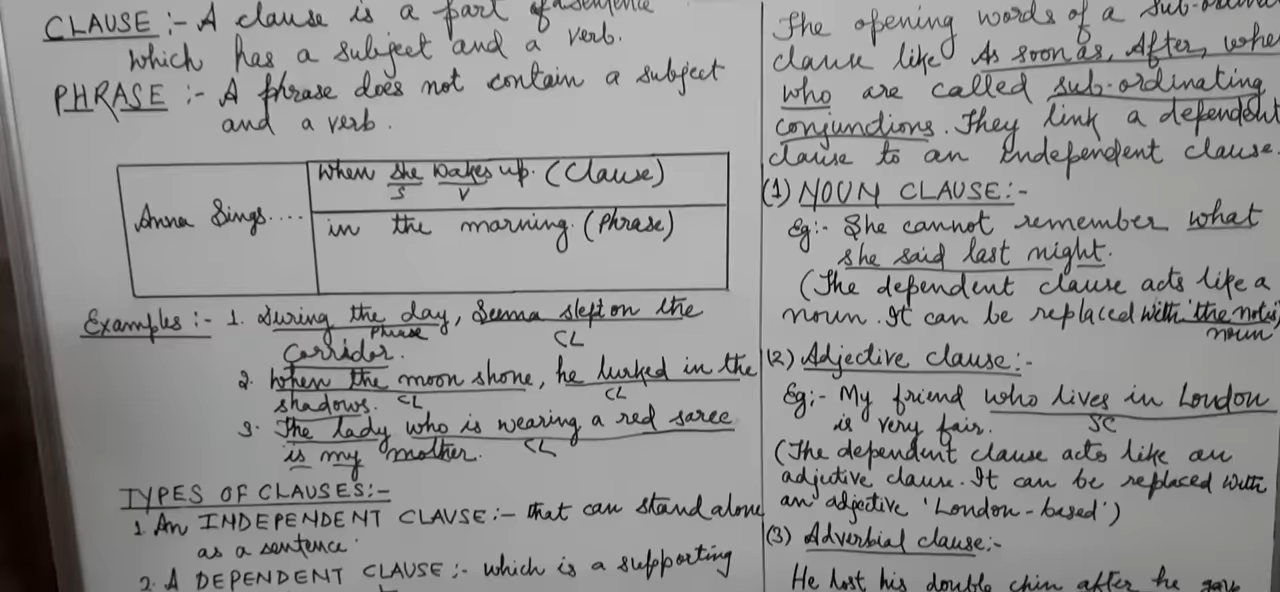 CLAUSE :- A clause is a part of a sentence
which has a subject and a verb.
PHRASE :- A phrase does not contain a subject
and a verb.
Anna Sings....
when she wakes up. (Clause)
S V
in the marning. (Phrase)
Examples :- 1. During the day, Seema slept on the
Phrase CL
Corridor.
2. When the moon shone, he lurked in the
shadows. CL CL
3. The lady who is wearing a red saree
is my mother. CL
TYPES OF CLAUSES:-
1. An INDEPENDENT CLAUSE :- that can stand alone
as a sentence.
2. A DEPENDENT CLAUSE :- which is a supporting
The opening words of a sub-ordina
clause like As soon as, After, whe
who are called sub-ordinating
conjunctions. They link a dependent
clause to an independent clause.
(1) NOUN CLAUSE:-
Eg:- She cannot remember what
she said last night.
(The dependent clause acts like a
noun. It can be replaced with 'the notes'
noun
(2) Adjective clause:-
Eg:- My friend who lives in London
is very fair. SC
(The dependent clause acts like an
adjective clause. It can be replaced with
an adjective 'London-based')
(3) Adverbial clause:-
He lost his double chin after he gave